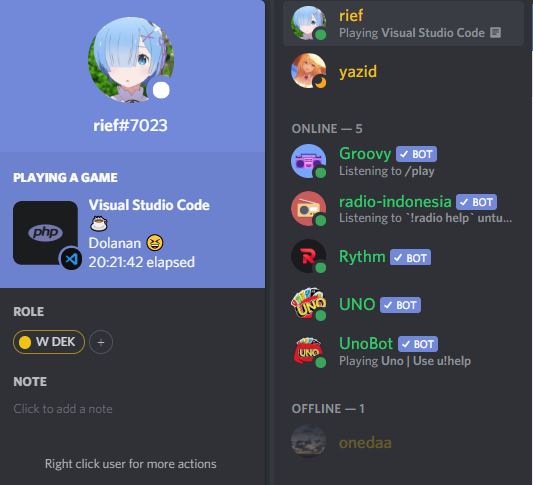 rief#7023
PLAYING A GAME
php
Visual Studio Code
☕
Dolanan 😆
20:21:42 elapsed
ROLE
W DEK +
NOTE
Click to add a note
Right click user for more actions
rief
Playing Visual Studio Code
yazid
ONLINE — 5
Groovy ✓ BOT
Listening to /play
radio-indonesia ✓ BOT
Listening to `!radio help` untu...
R
Rythm ✓ BOT
UNO
UNO ✓ BOT
UNO
UnoBot ✓ BOT
Playing Uno | Use u!help
OFFLINE — 1
onedaa